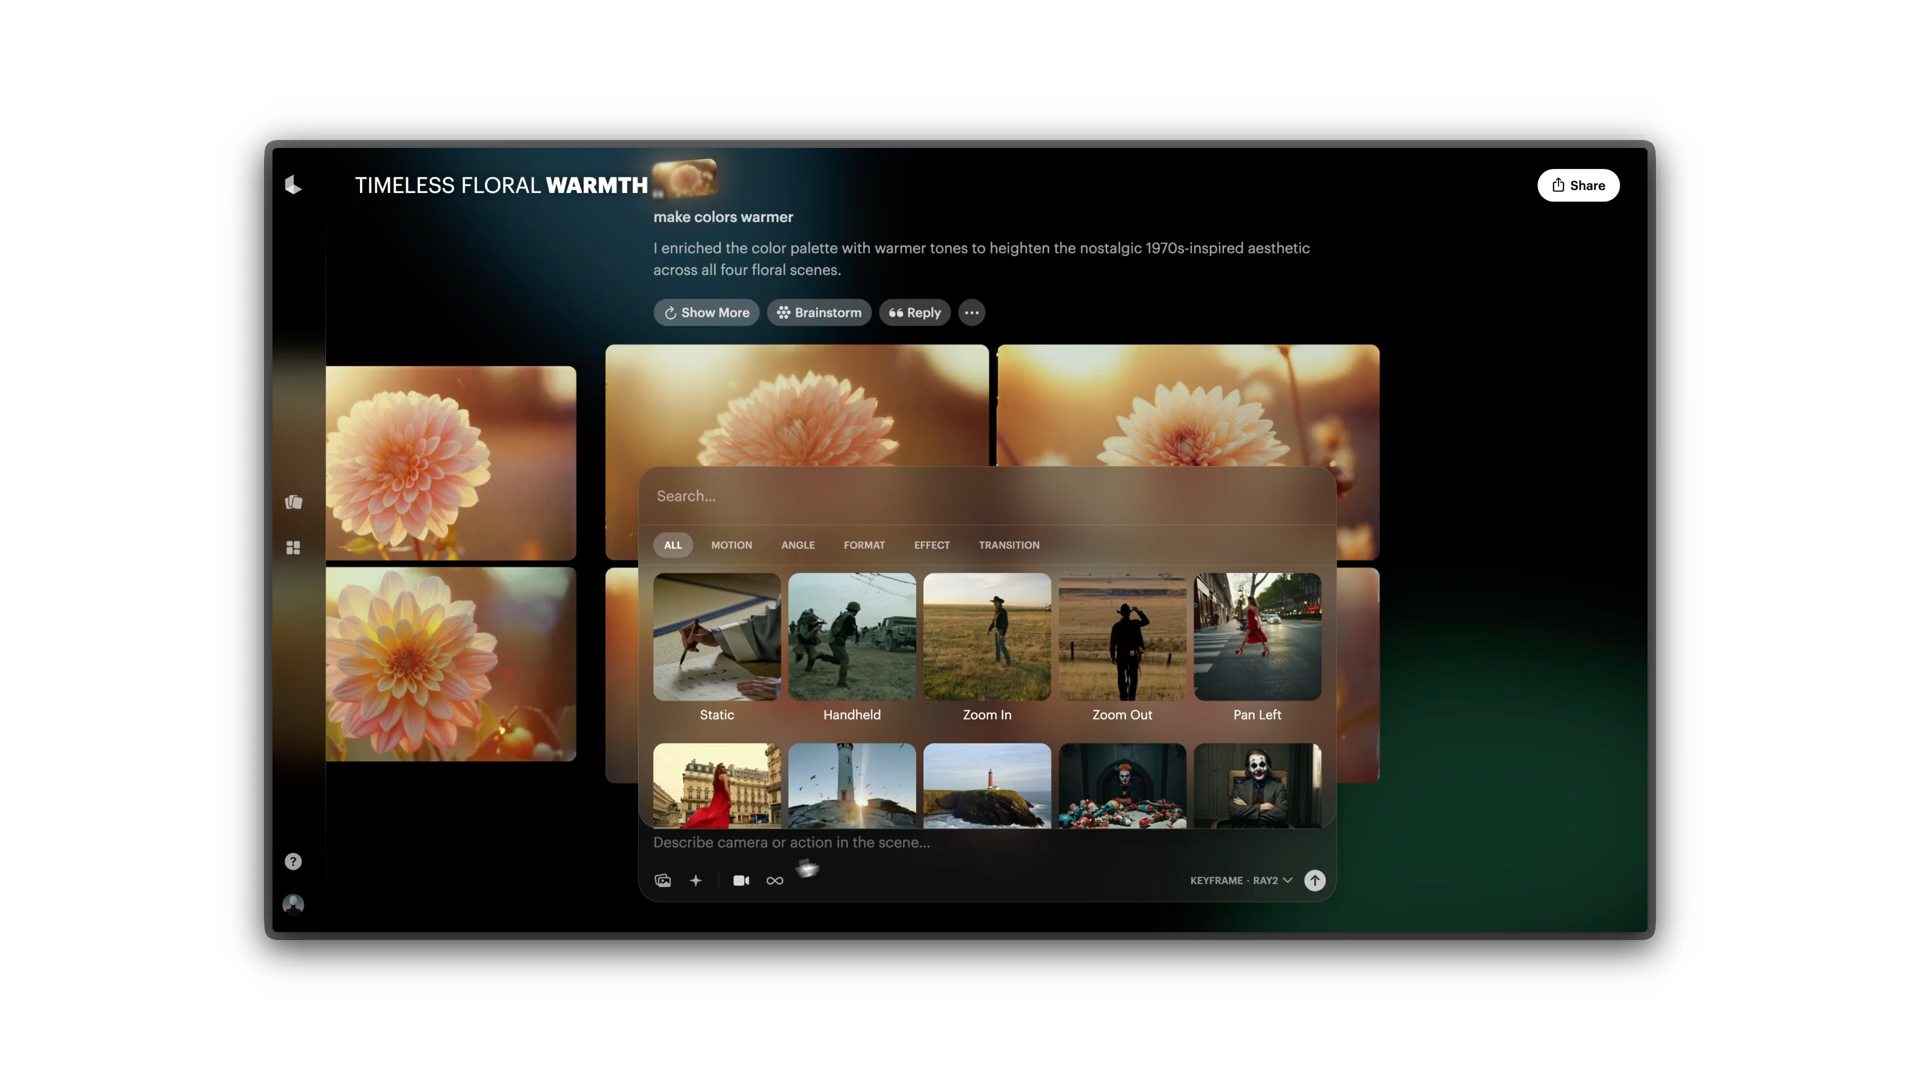 TIMELESS FLORAL WARMTH
Share
make colors warmer
I enriched the color palette with warmer tones to heighten the nostalgic 1970s-inspired aesthetic
across all four floral scenes.
Show More
Brainstorm
Reply
Search...
ALL MOTION ANGLE FORMAT EFFECT TRANSITION
Static Handheld Zoom In Zoom Out Pan Left
Describe camera or action in the scene...
KEYFRAME · RAY2
?